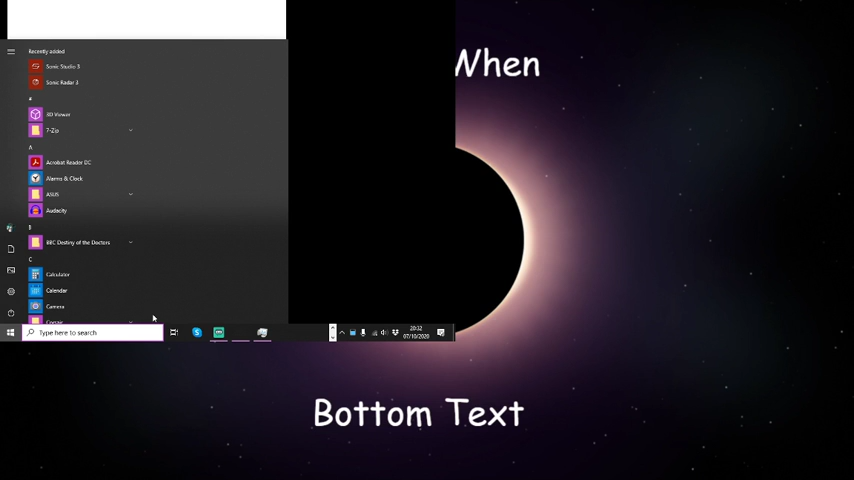 Recently added
Sonic Studio 3
Sonic Radar 3
#
3D Viewer
7-Zip
A
Acrobat Reader DC
Alarms & Clock
ASUS
Audacity
B
BBC Destiny of the Doctors
C
Calculator
Calendar
Camera
Corsair
Type here to search
20:32
07/10/2020
When
Bottom Text